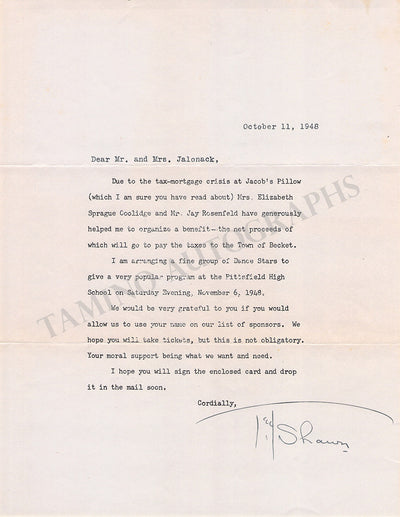 October 11, 1948
Dear Mr. and Mrs. Jalonack,
Due to the tax-mortgage crisis at Jacob's Pillow
(which I am sure you have read about) Mrs. Elizabeth
Sprague Coolidge and Mr. Jay Rosenfeld have generously
helped me to organize a benefit--the net proceeds of
which will go to pay the taxes to the Town of Becket.
I am arranging a fine group of Dance Stars to
give a very popular program at the Pittsfield High
School on Saturday Evening, November 6, 1948.
We would be very grateful to you if you would
allow us to use your name on our list of sponsors. We
hope you will take tickets, but this is not obligatory.
Your moral support being what we want and need.
I hope you will sign the enclosed card and drop
it in the mail soon.
Cordially,
Ted Shawn
TAMINO AUTOGRAPHS